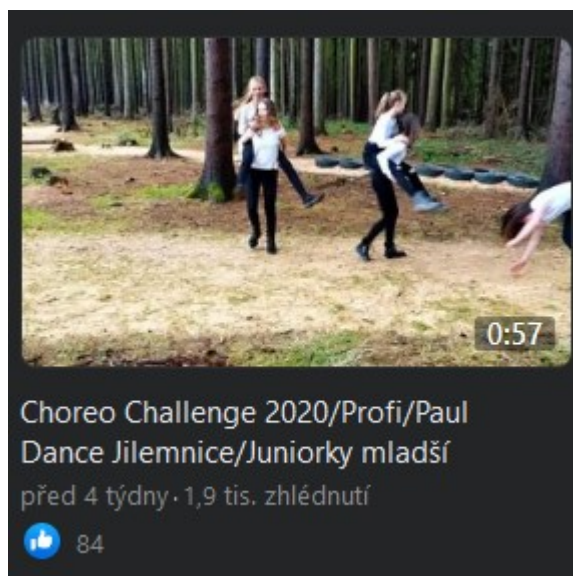 0:57
Choreo Challenge 2020/Profi/Paul
Dance Jilemnice/Juniorky mladší
před 4 týdny · 1,9 tis. zhlédnutí
84